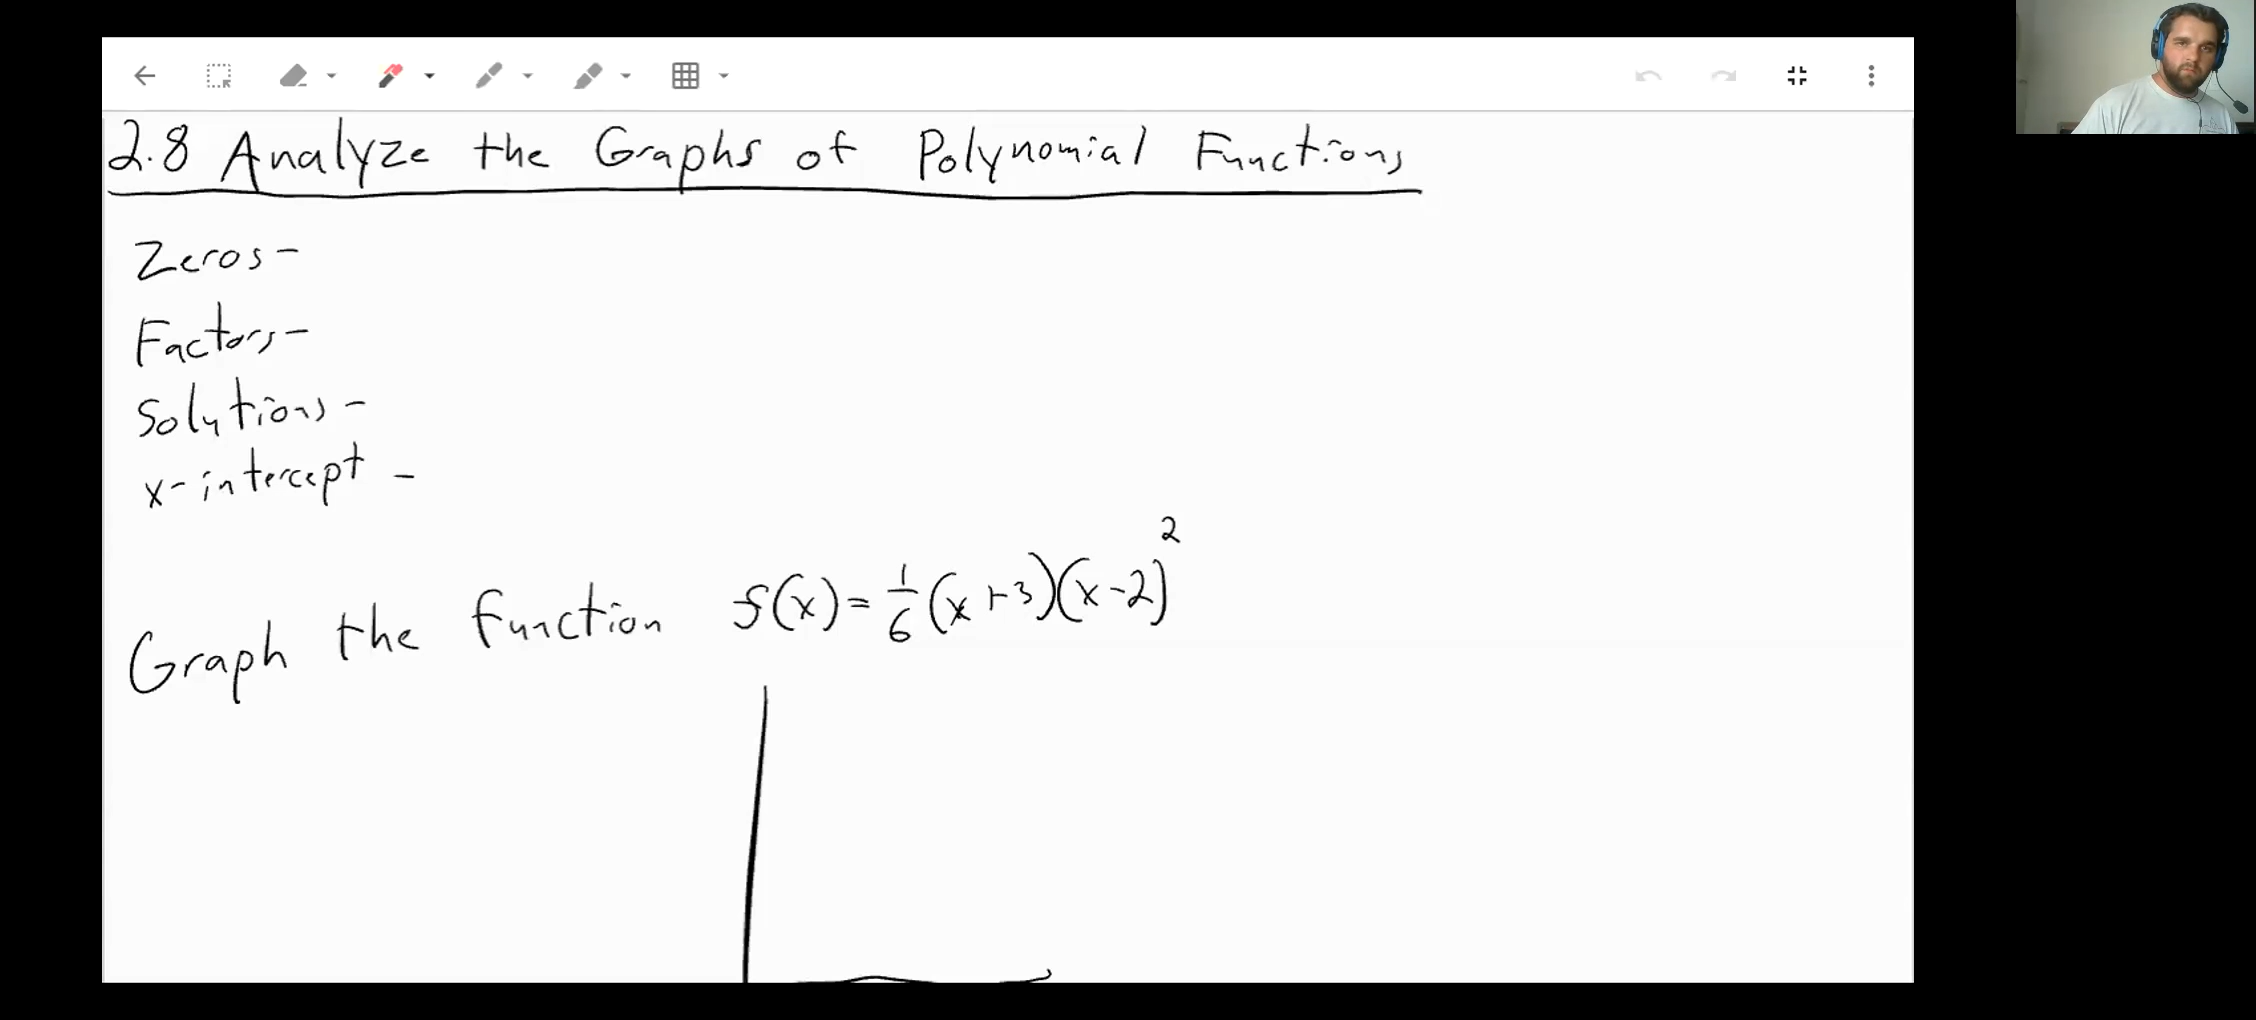 2.8 Analyze the Graphs of Polynomial Functions
Zeros-
Factors-
Solutions-
x-intercept -
Graph the function f(x)=1/6(x+3)(x-2)²